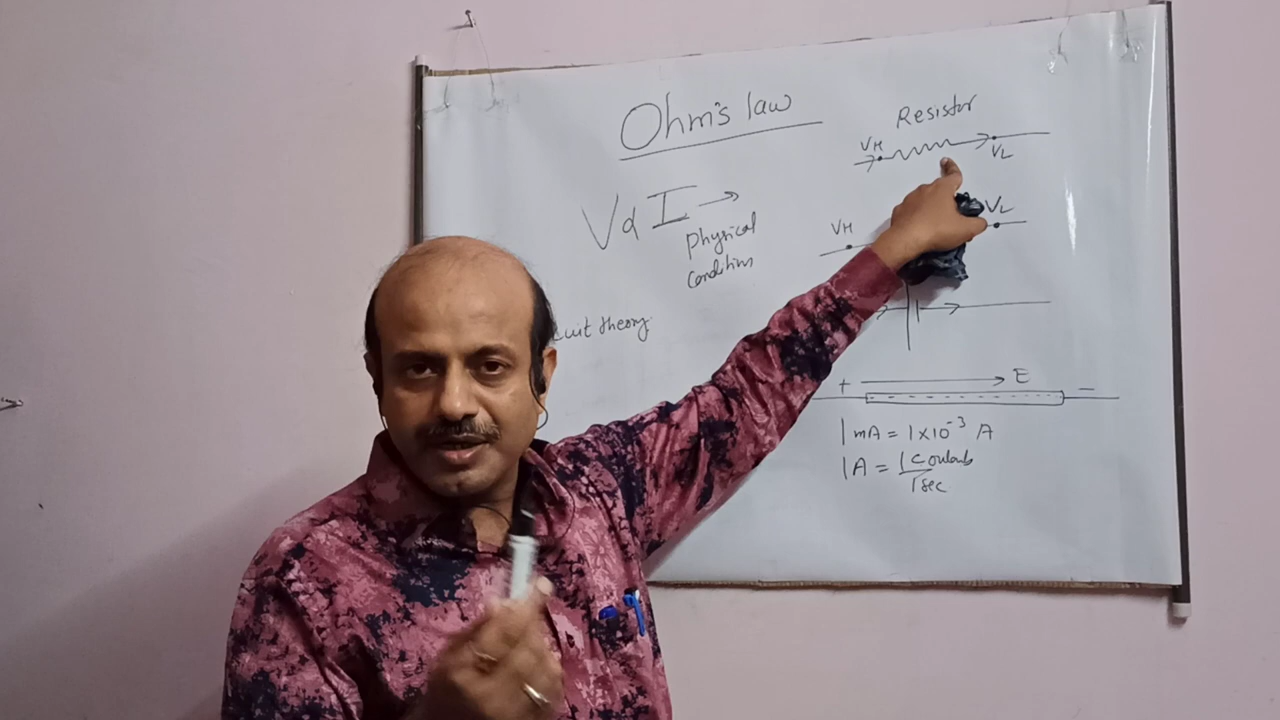 Ohm's law
V α I →
physical
condition
cuit theory
Resistor
VH
VL
VH
VL
+ E −
1 mA = 1 × 10⁻³ A
1 A = 1 Coulomb
1 sec